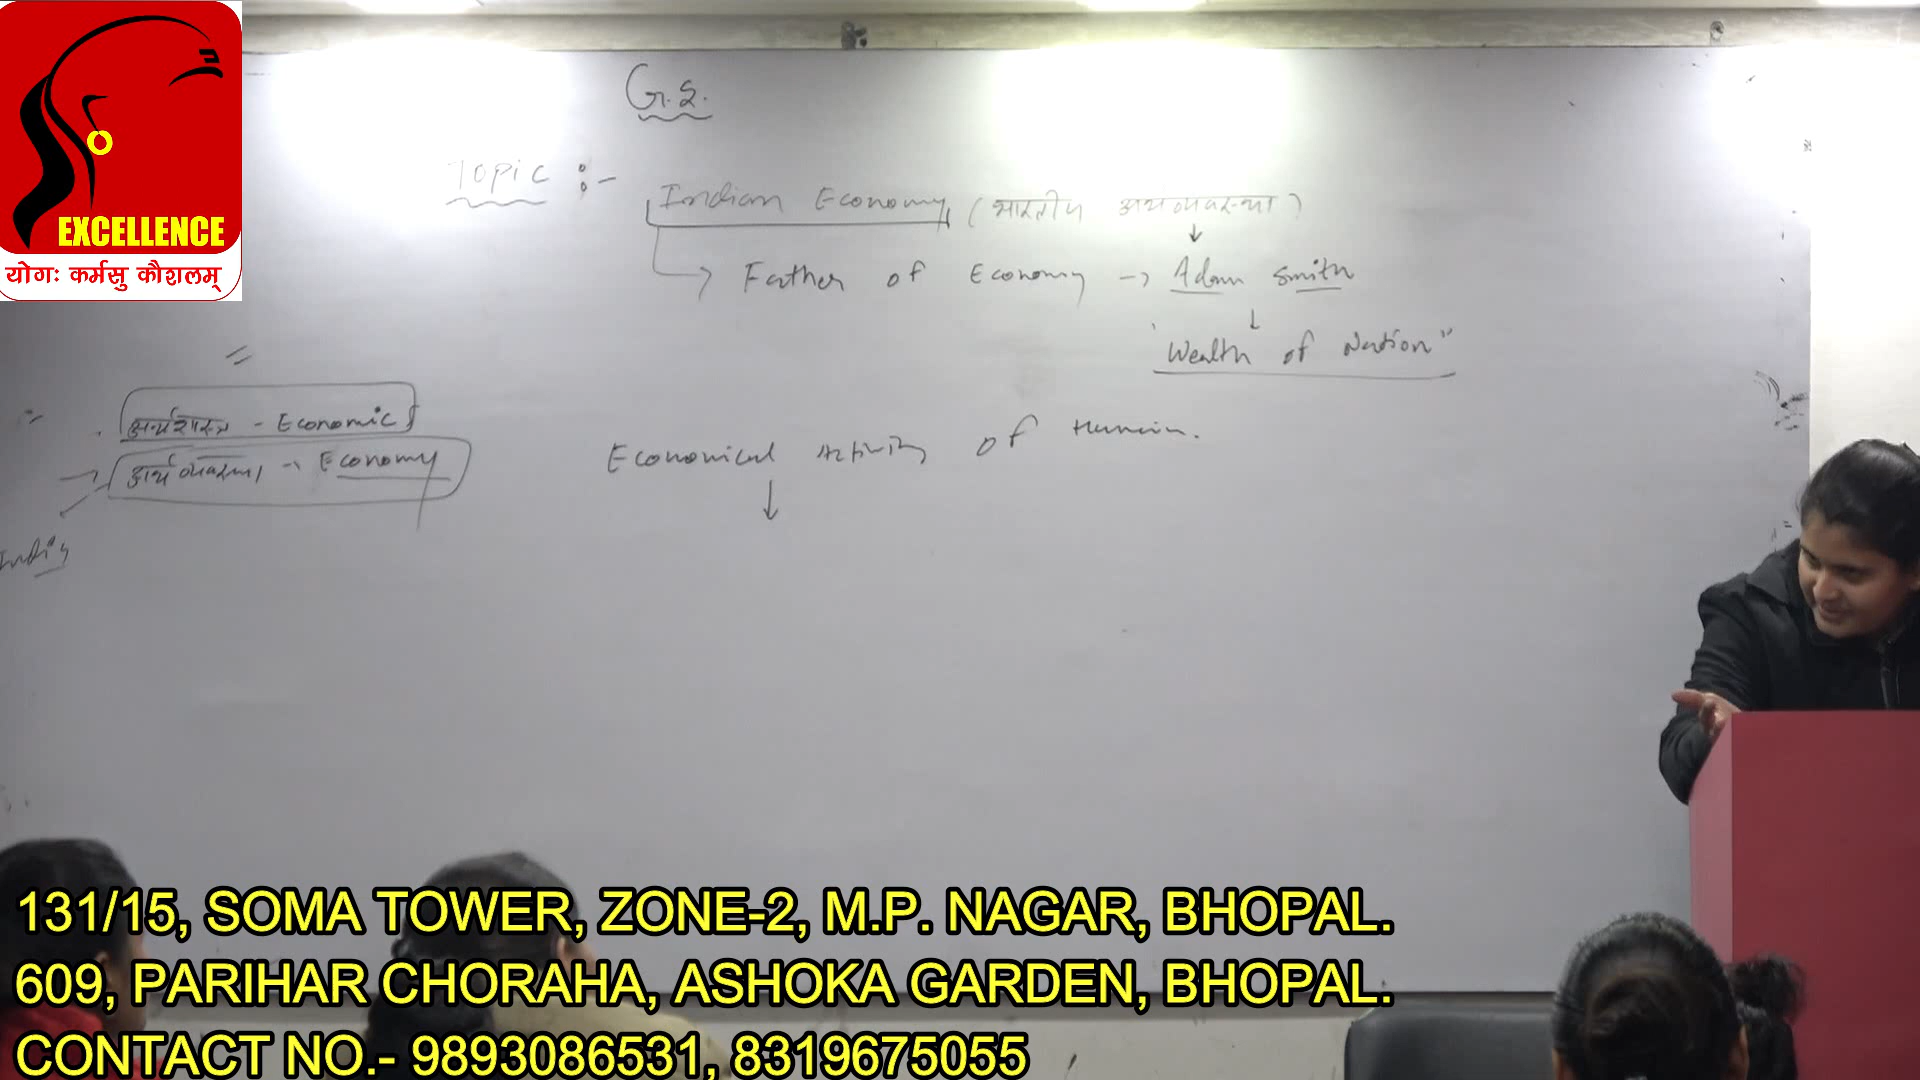 EXCELLENCE
योगः कर्मसु कौशलम्
G.S.
Topic :-
Indian Economy (भारतीय अर्थव्यवस्था)
↓
→ Father of Economy → Adam Smith
↓
"Wealth of Nation"
अर्थशास्त्र - Economics
→ अर्थव्यवस्था → Economy
Economical Activity of Human.
↓
India
131/15, SOMA TOWER, ZONE-2, M.P. NAGAR, BHOPAL.
609, PARIHAR CHORAHA, ASHOKA GARDEN, BHOPAL.
CONTACT NO.- 9893086531, 8319675055